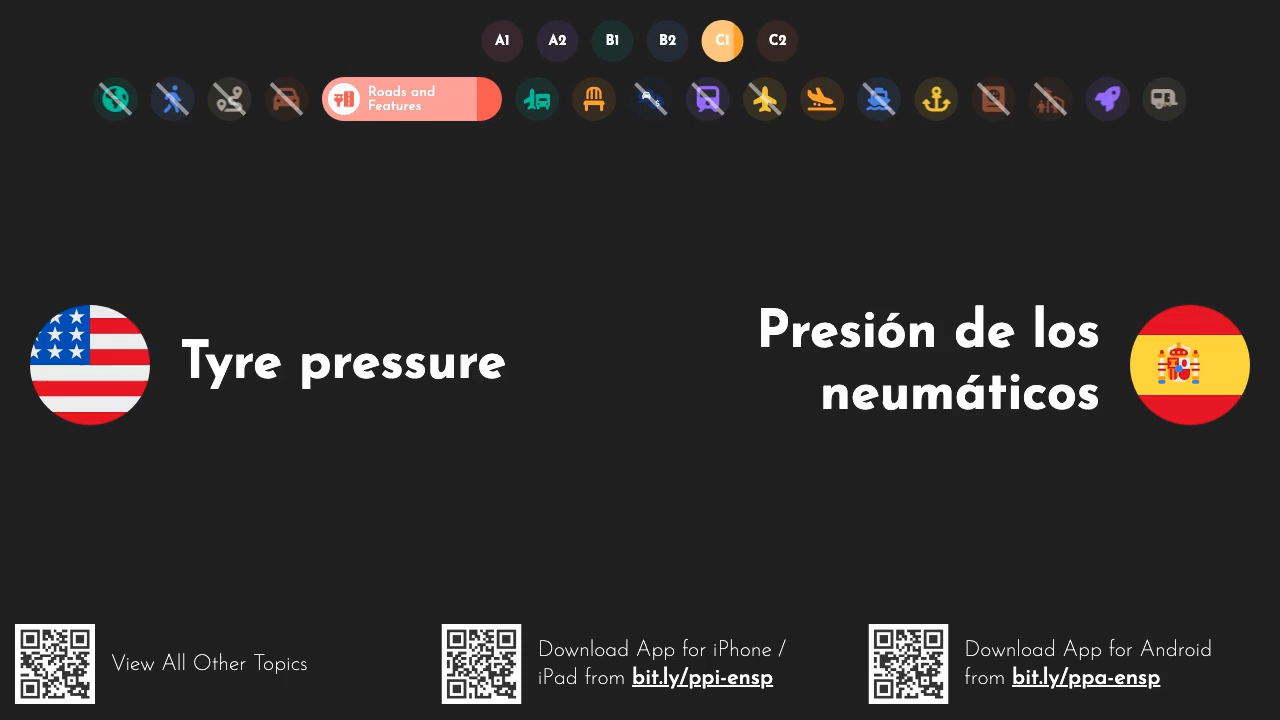 A1 A2 B1 B2 C1 C2
Roads and
Features
Tyre pressure
Presión de los
neumáticos
View All Other Topics
Download App for iPhone /
iPad from bit.ly/ppi-ensp
Download App for Android
from bit.ly/ppa-ensp